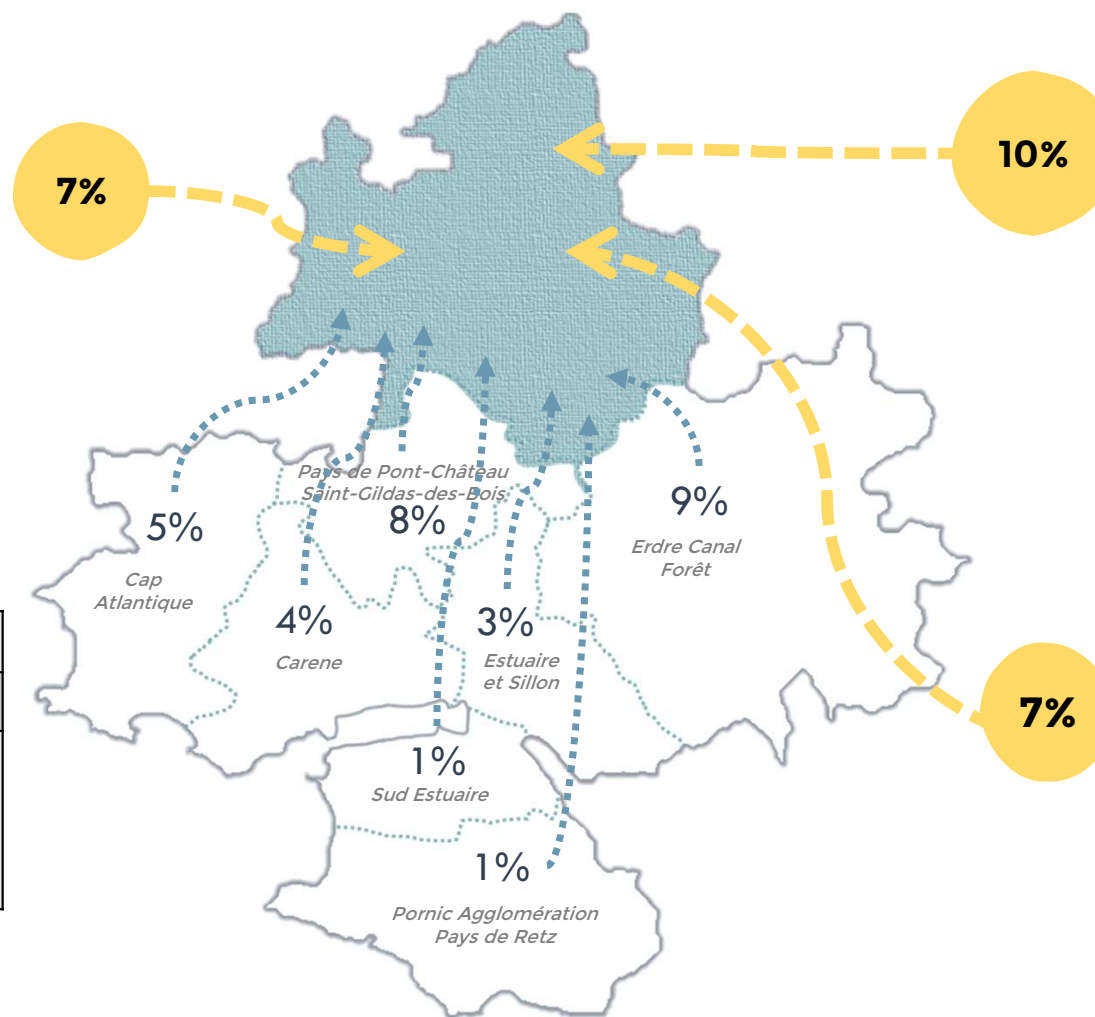 10%
7%
Pays de Pont-Château
Saint-Gildas-des-Bois
8%
9%
5%
Erdre Canal
Forêt
Cap
Atlantique
4%
3%
Carene
Estuaire
et Sillon
7%
1%
Sud Estuaire
1%
Pornic Agglomération
Pays de Retz